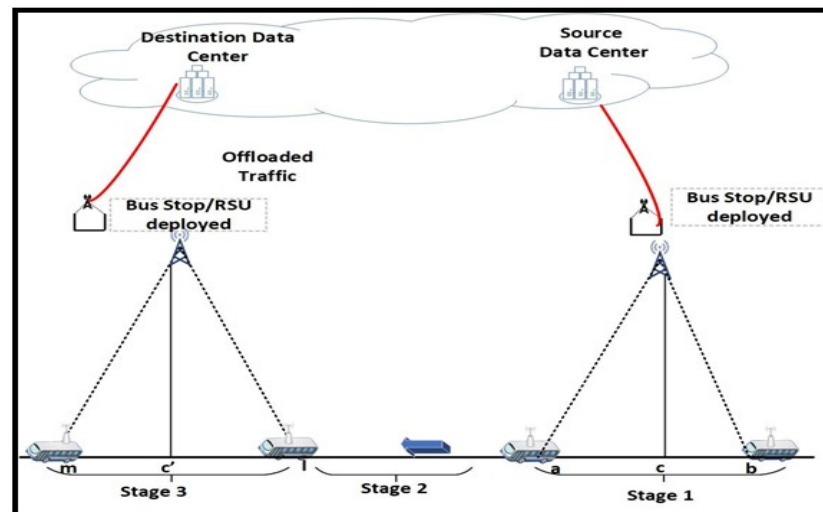 Destination Data
Center
Source
Data Center
Offloaded
Traffic
Bus Stop/RSU
deployed
Bus Stop/RSU
deployed
m
c'
l
a
c
b
Stage 3
Stage 2
Stage 1